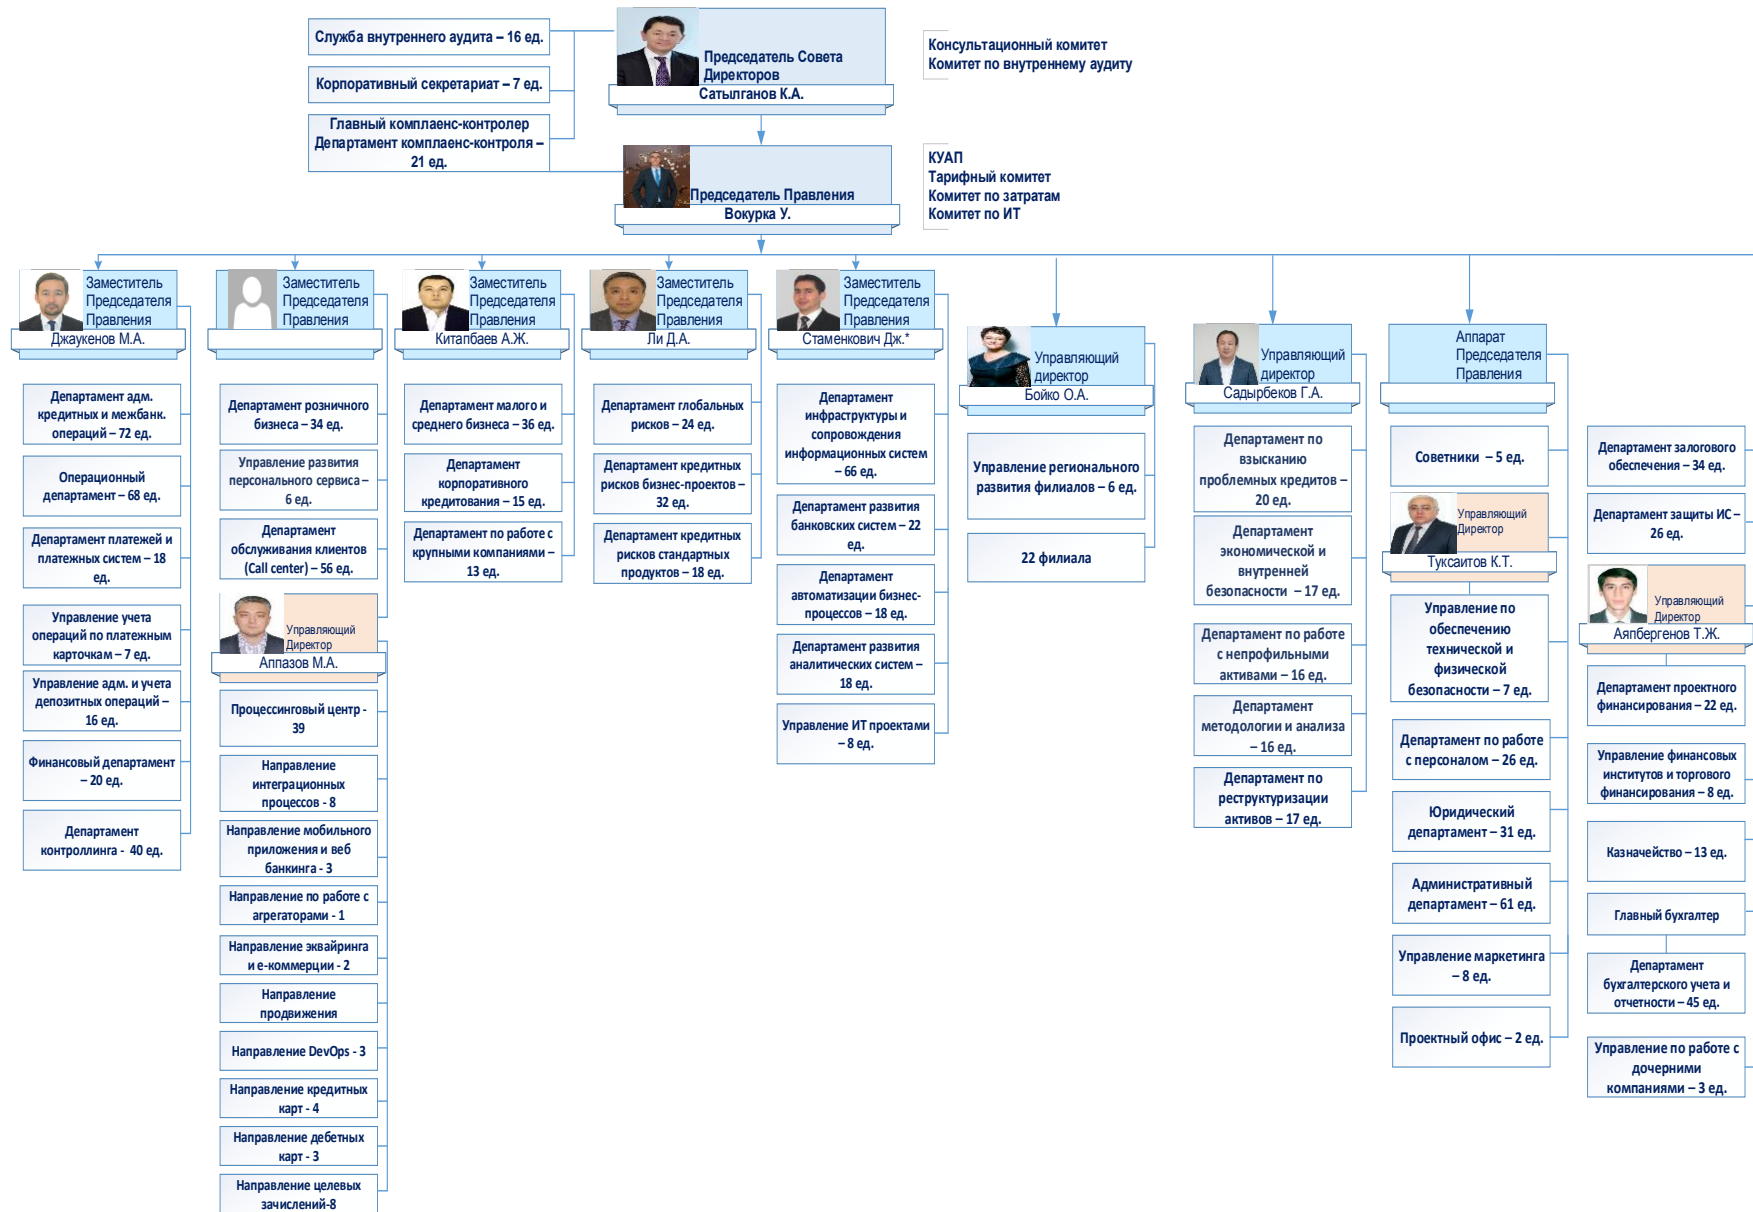 Служба внутреннего аудита – 16 ед.
Корпоративный секретариат – 7 ед.
Главный комплаенс-контролер
Департамент комплаенс-контроля –
21 ед.
Председатель Совета
Директоров
Сатылганов К.А.
Консультационный комитет
Комитет по внутреннему аудиту
Председатель Правления
Вокурка У.
КУАП
Тарифный комитет
Комитет по затратам
Комитет по ИТ
Заместитель
Председателя
Правления
Джаукенов М.А.
Департамент адм.
кредитных и межбанк.
операций – 72 ед.
Операционный
департамент – 68 ед.
Департамент платежей и
платежных систем – 18
ед.
Управление учета
операций по платежным
карточкам – 7 ед.
Управление адм. и учета
депозитных операций –
16 ед.
Финансовый департамент
– 20 ед.
Департамент
контроллинга - 40 ед.
Заместитель
Председателя
Правления
Департамент розничного
бизнеса – 34 ед.
Управление развития
персонального сервиса –
6 ед.
Департамент
обслуживания клиентов
(Call center) – 56 ед.
Управляющий
Директор
Аппазов М.А.
Процессинговый центр -
39
Направление
интеграционных
процессов - 8
Направление мобильного
приложения и веб
банкинга - 3
Направление по работе с
агрегаторами - 1
Направление эквайринга
и е-коммерции - 2
Направление
продвижения
Направление DevOps - 3
Направление кредитных
карт - 4
Направление дебетных
карт - 3
Направление целевых
зачислений-8
Заместитель
Председателя
Правления
Китапбаев А.Ж.
Департамент малого и
среднего бизнеса – 36 ед.
Департамент
корпоративного
кредитования – 15 ед.
Департамент по работе с
крупными компаниями –
13 ед.
Заместитель
Председателя
Правления
Ли Д.А.
Департамент глобальных
рисков – 24 ед.
Департамент кредитных
рисков бизнес-проектов –
32 ед.
Департамент кредитных
рисков стандартных
продуктов – 18 ед.
Заместитель
Председателя
Правления
Стаменкович Дж.*
Департамент
инфраструктуры и
сопровождения
информационных систем
– 66 ед.
Департамент развития
банковских систем – 22
ед.
Департамент
автоматизации бизнес-
процессов – 18 ед.
Департамент развития
аналитических систем –
18 ед.
Управление ИТ проектами
– 8 ед.
Управляющий
директор
Бойко О.А.
Управление регионального
развития филиалов – 6 ед.
22 филиала
Управляющий
директор
Садырбеков Г.А.
Департамент по
взысканию
проблемных кредитов –
20 ед.
Департамент
экономической и
внутренней
безопасности – 17 ед.
Департамент по работе
с непрофильными
активами – 16 ед.
Департамент
методологии и анализа
– 16 ед.
Департамент по
реструктуризации
активов – 17 ед.
Аппарат
Председателя
Правления
Советники – 5 ед.
Управляющий
Директор
Туксаитов К.Т.
Управление по
обеспечению
технической и
физической
безопасности – 7 ед.
Департамент по работе
с персоналом – 26 ед.
Юридический
департамент – 31 ед.
Административный
департамент – 61 ед.
Управление маркетинга
– 8 ед.
Проектный офис – 2 ед.
Департамент залогового
обеспечения – 34 ед.
Департамент защиты ИС –
26 ед.
Управляющий
Директор
Аяпбергенов Т.Ж.
Департамент проектного
финансирования – 22 ед.
Управление финансовых
институтов и торгового
финансирования – 8 ед.
Казначейство – 13 ед.
Главный бухгалтер
Департамент
бухгалтерского учета и
отчетности – 45 ед.
Управление по работе с
дочерними
компаниями – 3 ед.